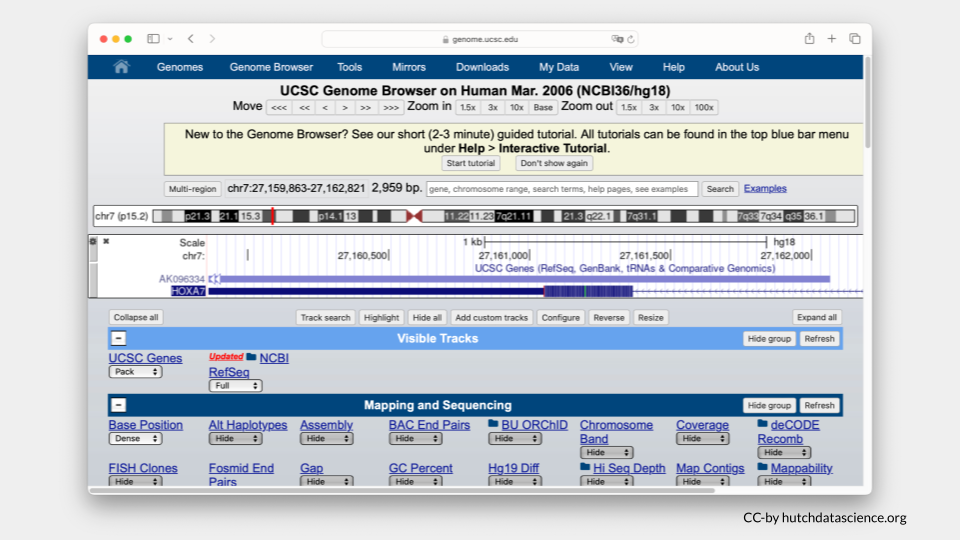 genome.ucsc.edu
Genomes Genome Browser Tools Mirrors Downloads My Data View Help About Us
UCSC Genome Browser on Human Mar. 2006 (NCBI36/hg18)
Move <<< << < > >> >>> Zoom in 1.5x 3x 10x Base Zoom out 1.5x 3x 10x 100x
New to the Genome Browser? See our short (2-3 minute) guided tutorial. All tutorials can be found in the top blue bar menu
under Help > Interactive Tutorial.
Start tutorial Don't show again
Multi-region chr7:27,159,863-27,162,821 2,959 bp. gene, chromosome range, search terms, help pages, see examples Search Examples
chr7 (p15.2) p21.3 21.1 15.3 p14.1 13 11.22 11.23 7q21.11 21.3 q22.1 7q31.1 7q33 7q34 q35 36.1
Scale 1 kb hg18
chr7: 27,160,500 27,161,000 27,161,500 27,162,000
UCSC Genes (RefSeq, GenBank, tRNAs & Comparative Genomics)
AK096334
HOXA7
Collapse all Track search Highlight Hide all Add custom tracks Configure Reverse Resize Expand all
Visible Tracks Hide group Refresh
UCSC Genes Updated NCBI
RefSeq
Pack Full
Mapping and Sequencing Hide group Refresh
Base Position Alt Haplotypes Assembly BAC End Pairs BU ORChID Chromosome Coverage deCODE
Band Recomb
Dense Hide Hide Hide Hide Hide Hide Hide
FISH Clones Fosmid End Gap GC Percent Hg19 Diff Hi Seq Depth Map Contigs Mappability
Pairs
Hide Hide Hide Hide Hide Hide Hide
CC-by hutchdatascience.org